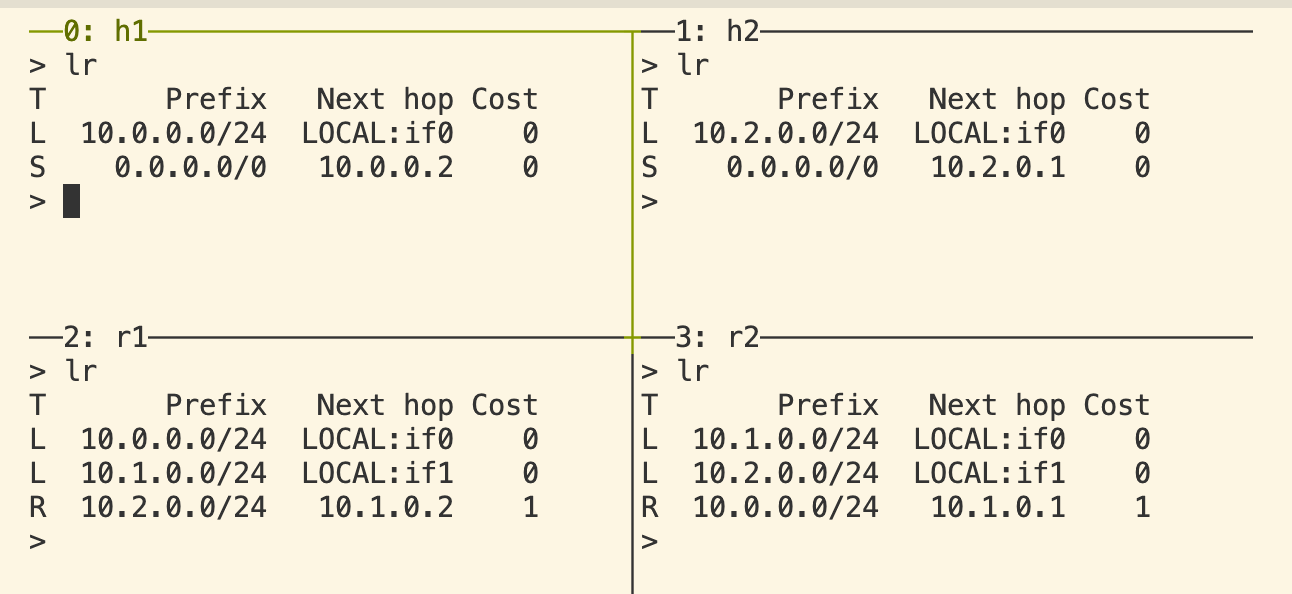 0: h1
> lr
T       Prefix   Next hop Cost
L  10.0.0.0/24  LOCAL:if0    0
S    0.0.0.0/0   10.0.0.2    0
>
1: h2
> lr
T       Prefix   Next hop Cost
L  10.2.0.0/24  LOCAL:if0    0
S    0.0.0.0/0   10.2.0.1    0
>
2: r1
> lr
T       Prefix   Next hop Cost
L  10.0.0.0/24  LOCAL:if0    0
L  10.1.0.0/24  LOCAL:if1    0
R  10.2.0.0/24   10.1.0.2    1
>
3: r2
> lr
T       Prefix   Next hop Cost
L  10.1.0.0/24  LOCAL:if0    0
L  10.2.0.0/24  LOCAL:if1    0
R  10.0.0.0/24   10.1.0.1    1
>